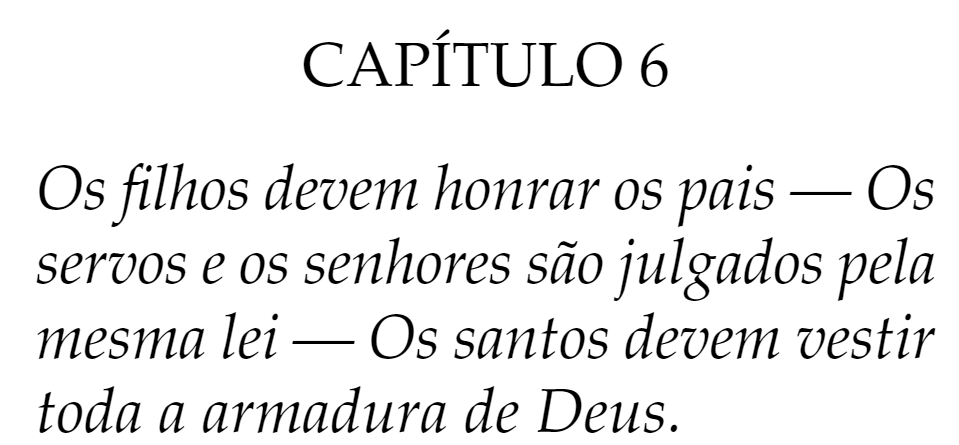 CAPÍTULO 6
Os filhos devem honrar os pais — Os
servos e os senhores são julgados pela
mesma lei — Os santos devem vestir
toda a armadura de Deus.